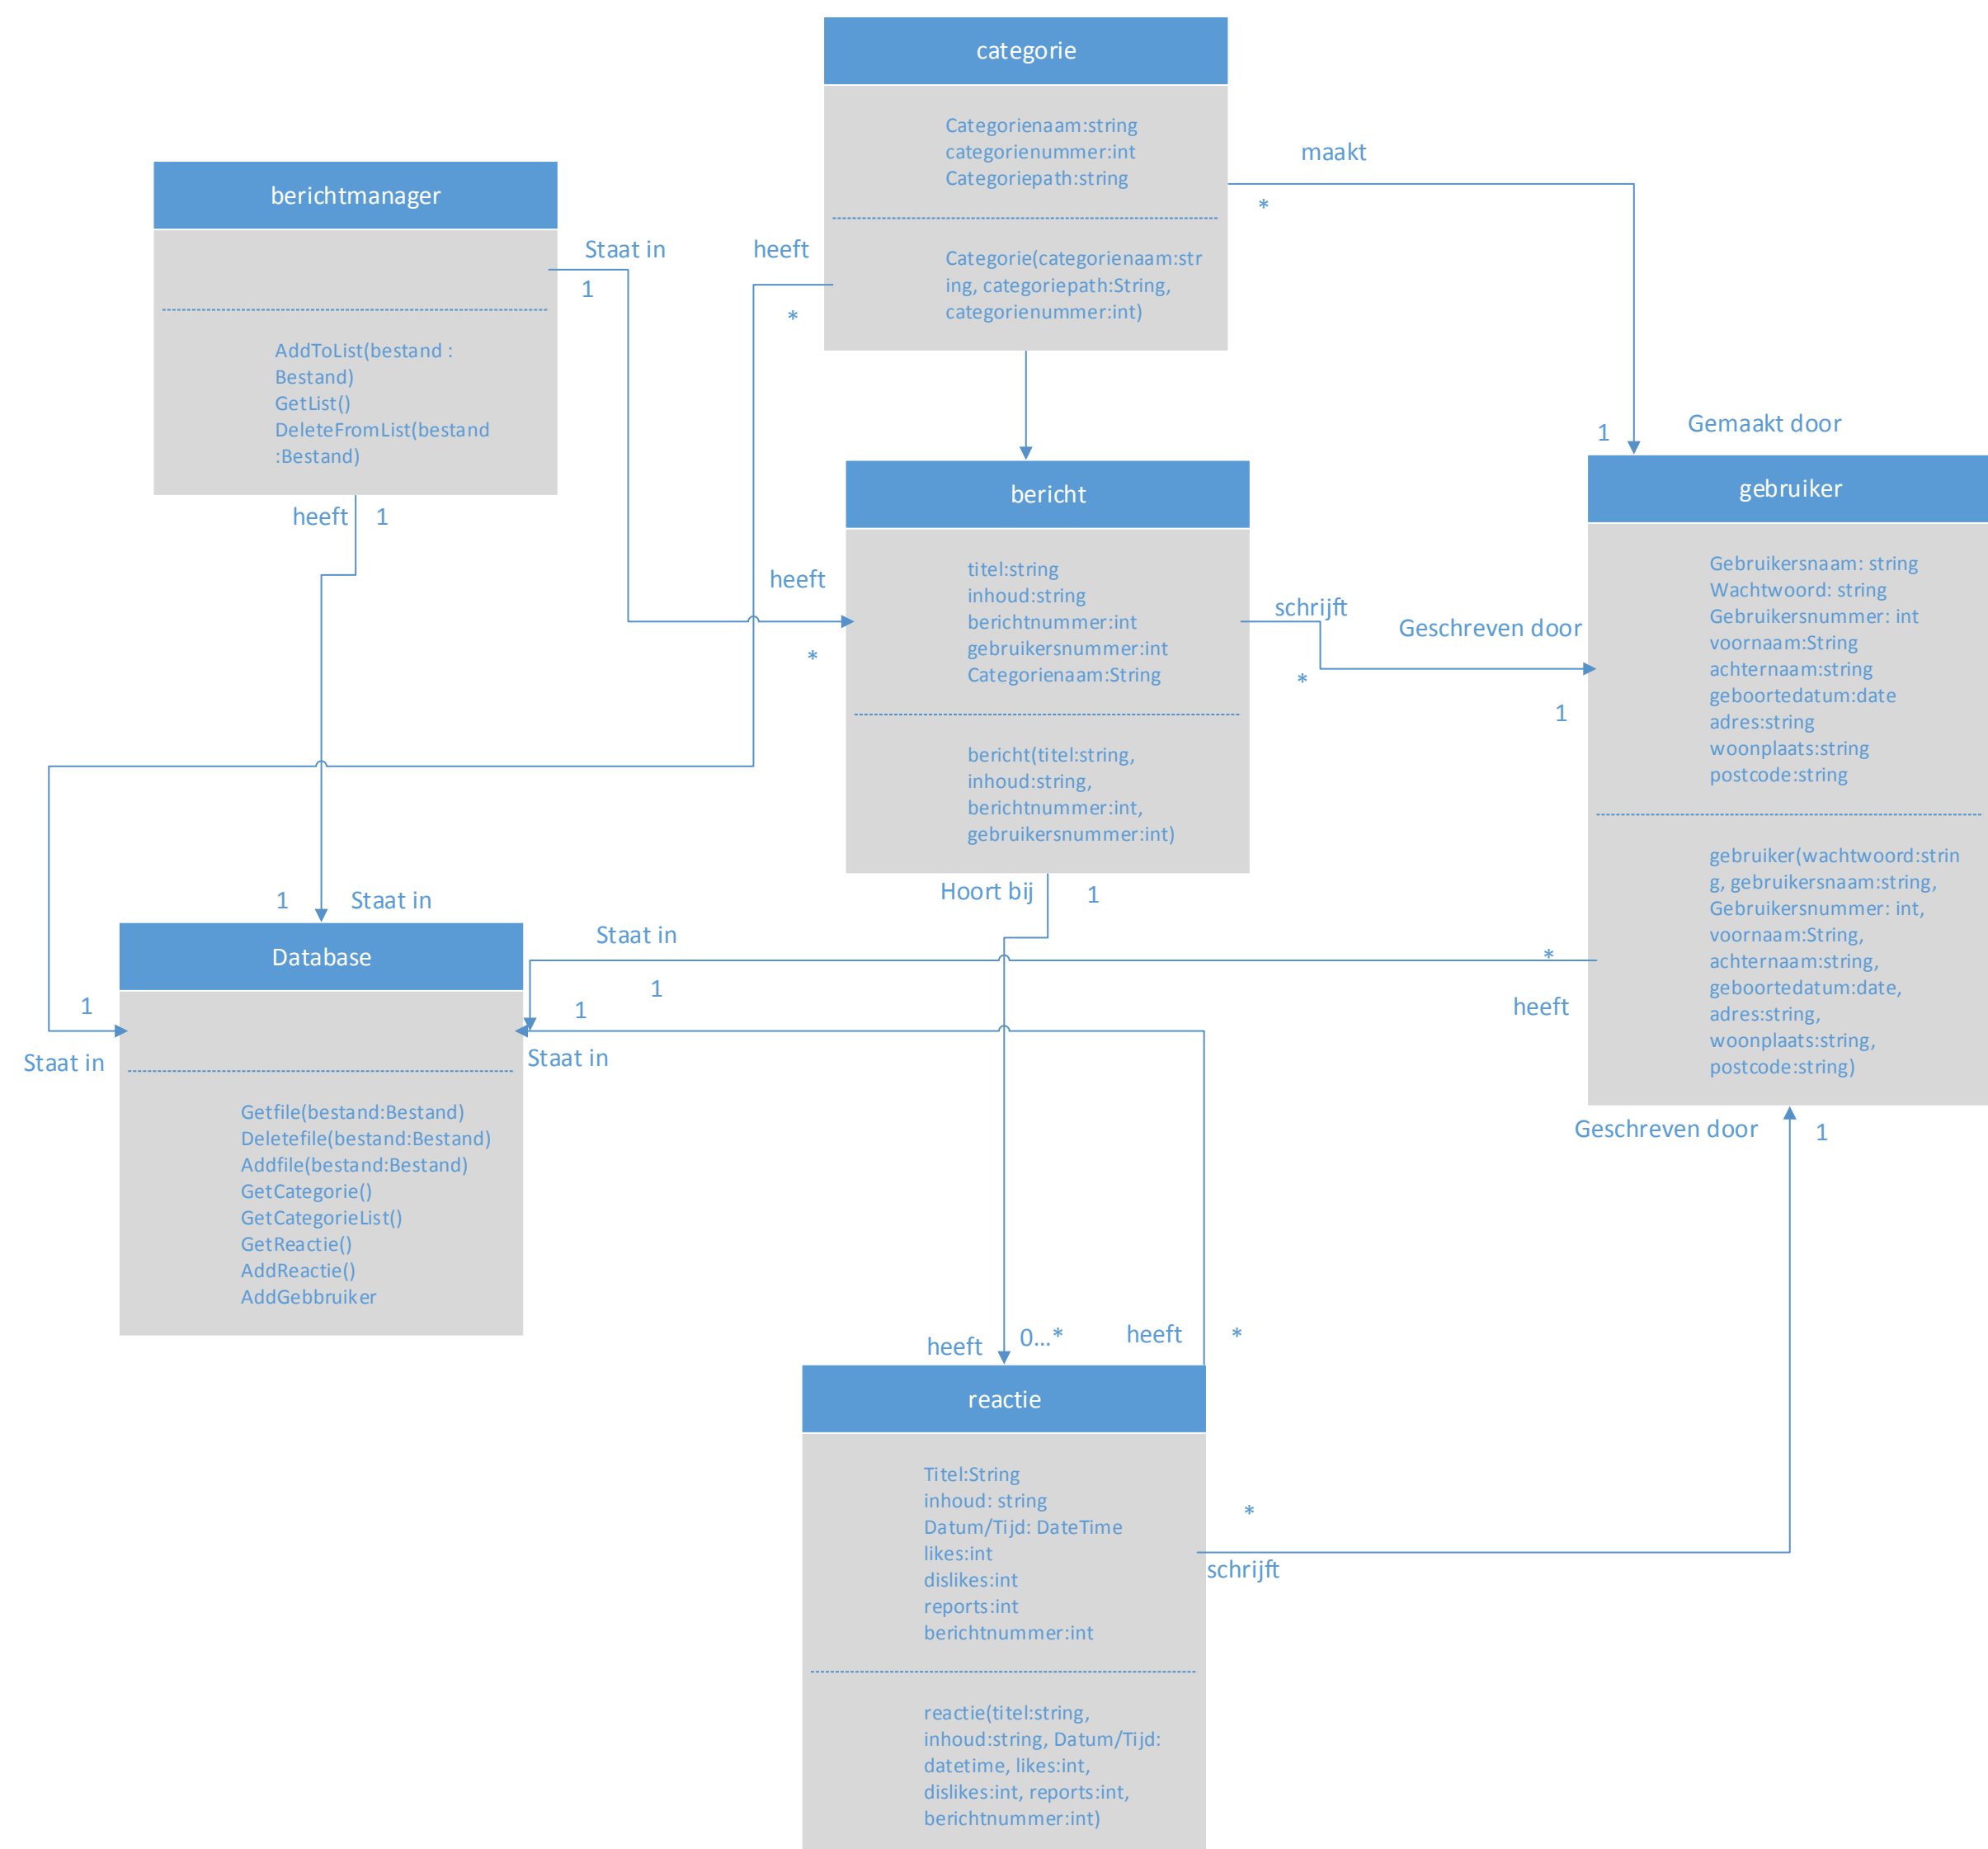 categorie
Categorienaam:string
categorienummer:int
Categoriepath:string
Categorie(categorienaam:str
ing, categoriepath:String,
categorienummer:int)
maakt
*
heeft
*
berichtmanager
AddToList(bestand :
Bestand)
GetList()
DeleteFromList(bestand
:Bestand)
Staat in
1
heeft
1
heeft
*
bericht
titel:string
inhoud:string
berichtnummer:int
gebruikersnummer:int
Categorienaam:String
bericht(titel:string,
inhoud:string,
berichtnummer:int,
gebruikersnummer:int)
schrijft
*
Geschreven door
1
1
Gemaakt door
gebruiker
Gebruikersnaam: string
Wachtwoord: string
Gebruikersnummer: int
voornaam:String
achternaam:string
geboortedatum:date
adres:string
woonplaats:string
postcode:string
gebruiker(wachtwoord:strin
g, gebruikersnaam:string,
Gebruikersnummer: int,
voornaam:String,
achternaam:string,
geboortedatum:date,
adres:string,
woonplaats:string,
postcode:string)
*
heeft
Geschreven door
1
Hoort bij
1
1
Staat in
Staat in
1
1
Staat in
1
Staat in
Database
Getfile(bestand:Bestand)
Deletefile(bestand:Bestand)
Addfile(bestand:Bestand)
GetCategorie()
GetCategorieList()
GetReactie()
AddReactie()
AddGebbruiker
heeft
0...*
heeft
*
reactie
Titel:String
inhoud: string
Datum/Tijd: DateTime
likes:int
dislikes:int
reports:int
berichtnummer:int
reactie(titel:string,
inhoud:string, Datum/Tijd:
datetime, likes:int,
dislikes:int, reports:int,
berichtnummer:int)
*
schrijft